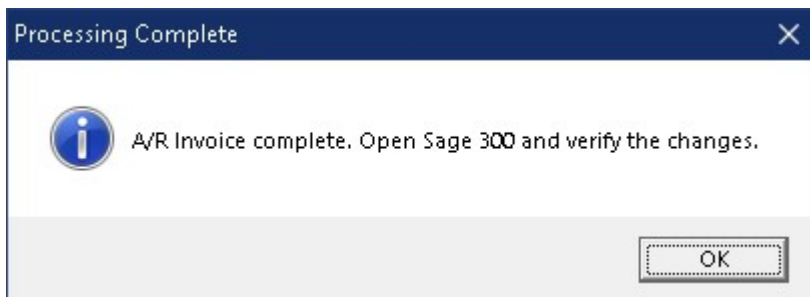 Processing Complete
A/R Invoice complete. Open Sage 300 and verify the changes.
OK